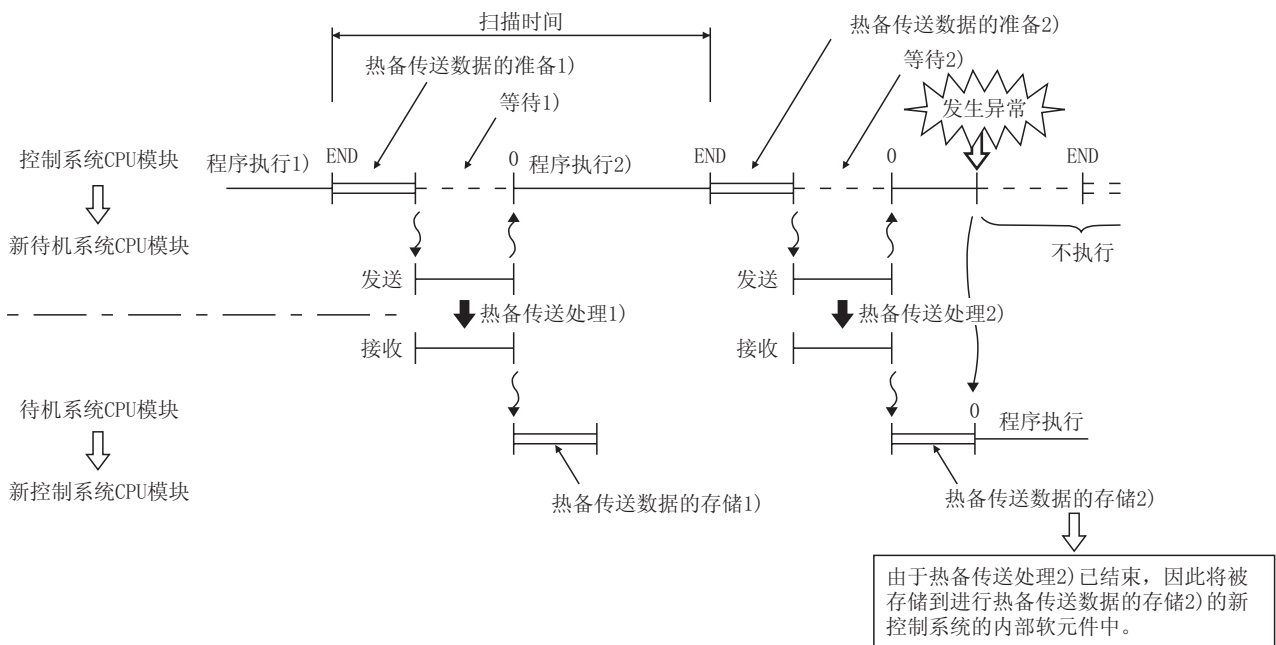 扫描时间
热备传送数据的准备2)
热备传送数据的准备1)
等待2)
等待1)
发生异常
控制系统CPU模块
程序执行1)
END
0
程序执行2)
END
0
END
新待机系统CPU模块
不执行
发送
发送
热备传送处理1)
热备传送处理2)
接收
接收
待机系统CPU模块
0
程序执行
新控制系统CPU模块
热备传送数据的存储1)
热备传送数据的存储2)
由于热备传送处理2)已结束，因此将被
存储到进行热备传送数据的存储2)的新
控制系统的内部软元件中。